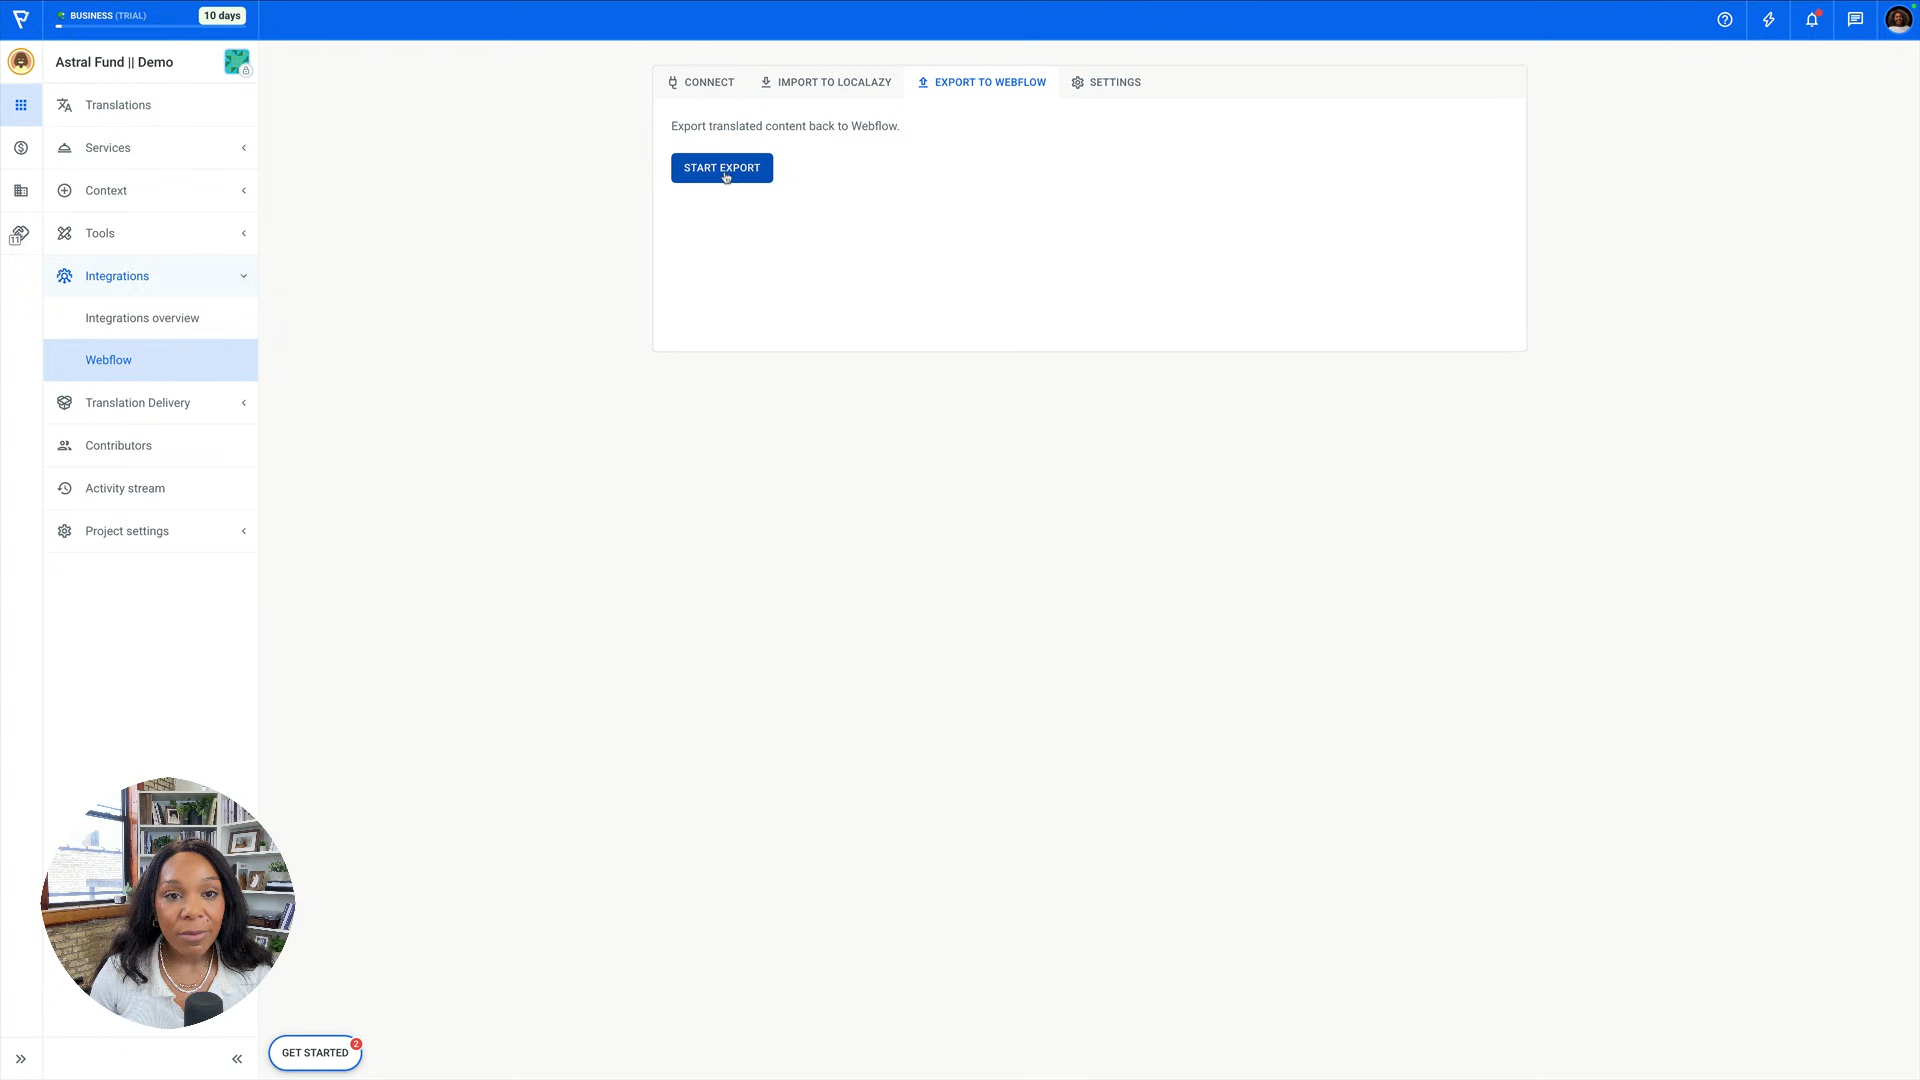 BUSINESS (TRIAL)
10 days
Astral Fund || Demo
Translations
Services
Context
Tools
11
Integrations
Integrations overview
Webflow
Translation Delivery
Contributors
Activity stream
Project settings
CONNECT
IMPORT TO LOCALAZY
EXPORT TO WEBFLOW
SETTINGS
Export translated content back to Webflow.
START EXPORT
GET STARTED
2